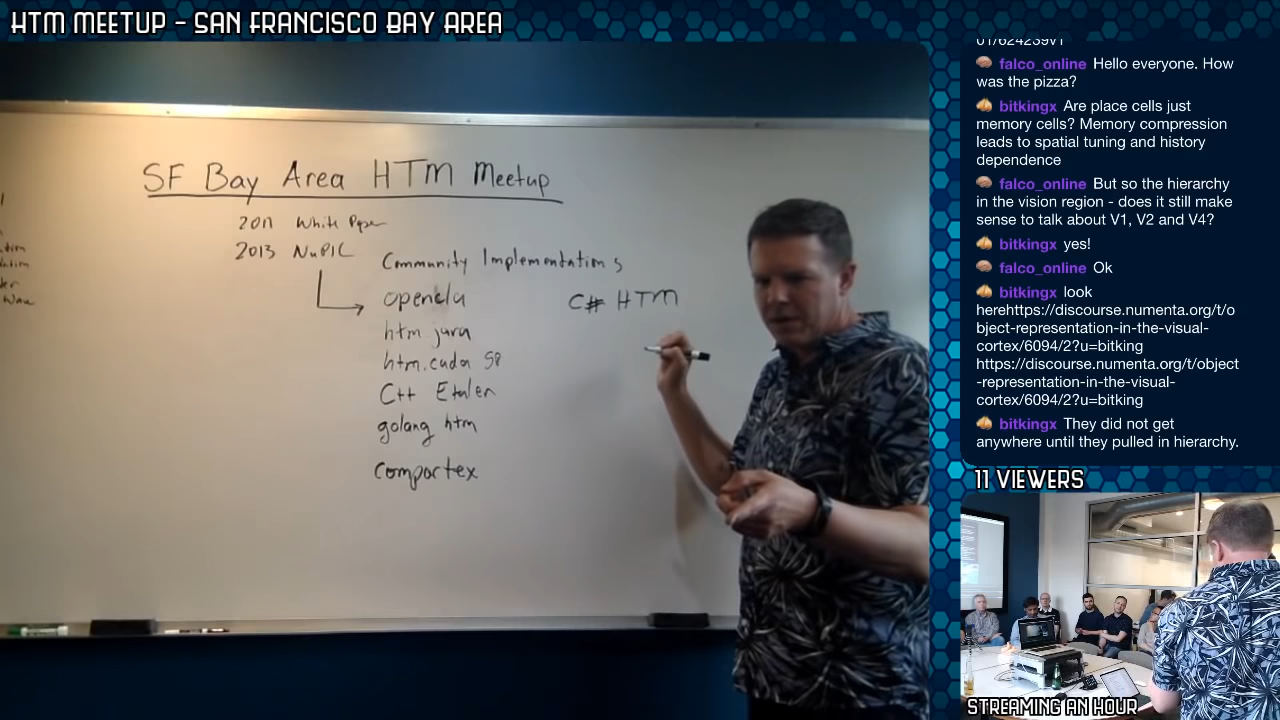 HTM MEETUP - SAN FRANCISCO BAY AREA
SF Bay Area HTM Meetup
2011 White Paper
2013 NuPIC
Community Implementations
openclu
C# HTM
htm java
htm.cuda SP
C++ Etaler
golang htm
comportex
01/624239v1
falco_online Hello everyone. How
was the pizza?
bitkingx Are place cells just
memory cells? Memory compression
leads to spatial tuning and history
dependence
falco_online But so the hierarchy
in the vision region - does it still make
sense to talk about V1, V2 and V4?
bitkingx yes!
falco_online Ok
bitkingx look
herehttps://discourse.numenta.org/t/o
bject-representation-in-the-visual-
cortex/6094/2?u=bitking
https://discourse.numenta.org/t/object
-representation-in-the-visual-
cortex/6094/2?u=bitking
bitkingx They did not get
anywhere until they pulled in hierarchy.
11 VIEWERS
STREAMING AN HOUR